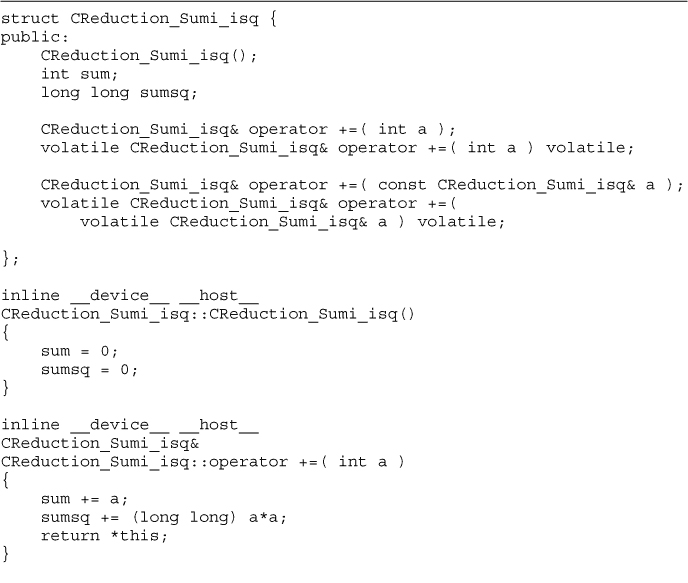 struct CReduction_Sumi_isq {
public:
    CReduction_Sumi_isq();
    int sum;
    long long sumsq;

    CReduction_Sumi_isq& operator +=( int a );
    volatile CReduction_Sumi_isq& operator +=( int a ) volatile;

    CReduction_Sumi_isq& operator +=( const CReduction_Sumi_isq& a );
    volatile CReduction_Sumi_isq& operator +=(
        volatile CReduction_Sumi_isq& a ) volatile;

};

inline __device__ __host__
CReduction_Sumi_isq::CReduction_Sumi_isq()
{
    sum = 0;
    sumsq = 0;
}

inline __device__ __host__
CReduction_Sumi_isq&
CReduction_Sumi_isq::operator +=( int a )
{
    sum += a;
    sumsq += (long long) a*a;
    return *this;
}